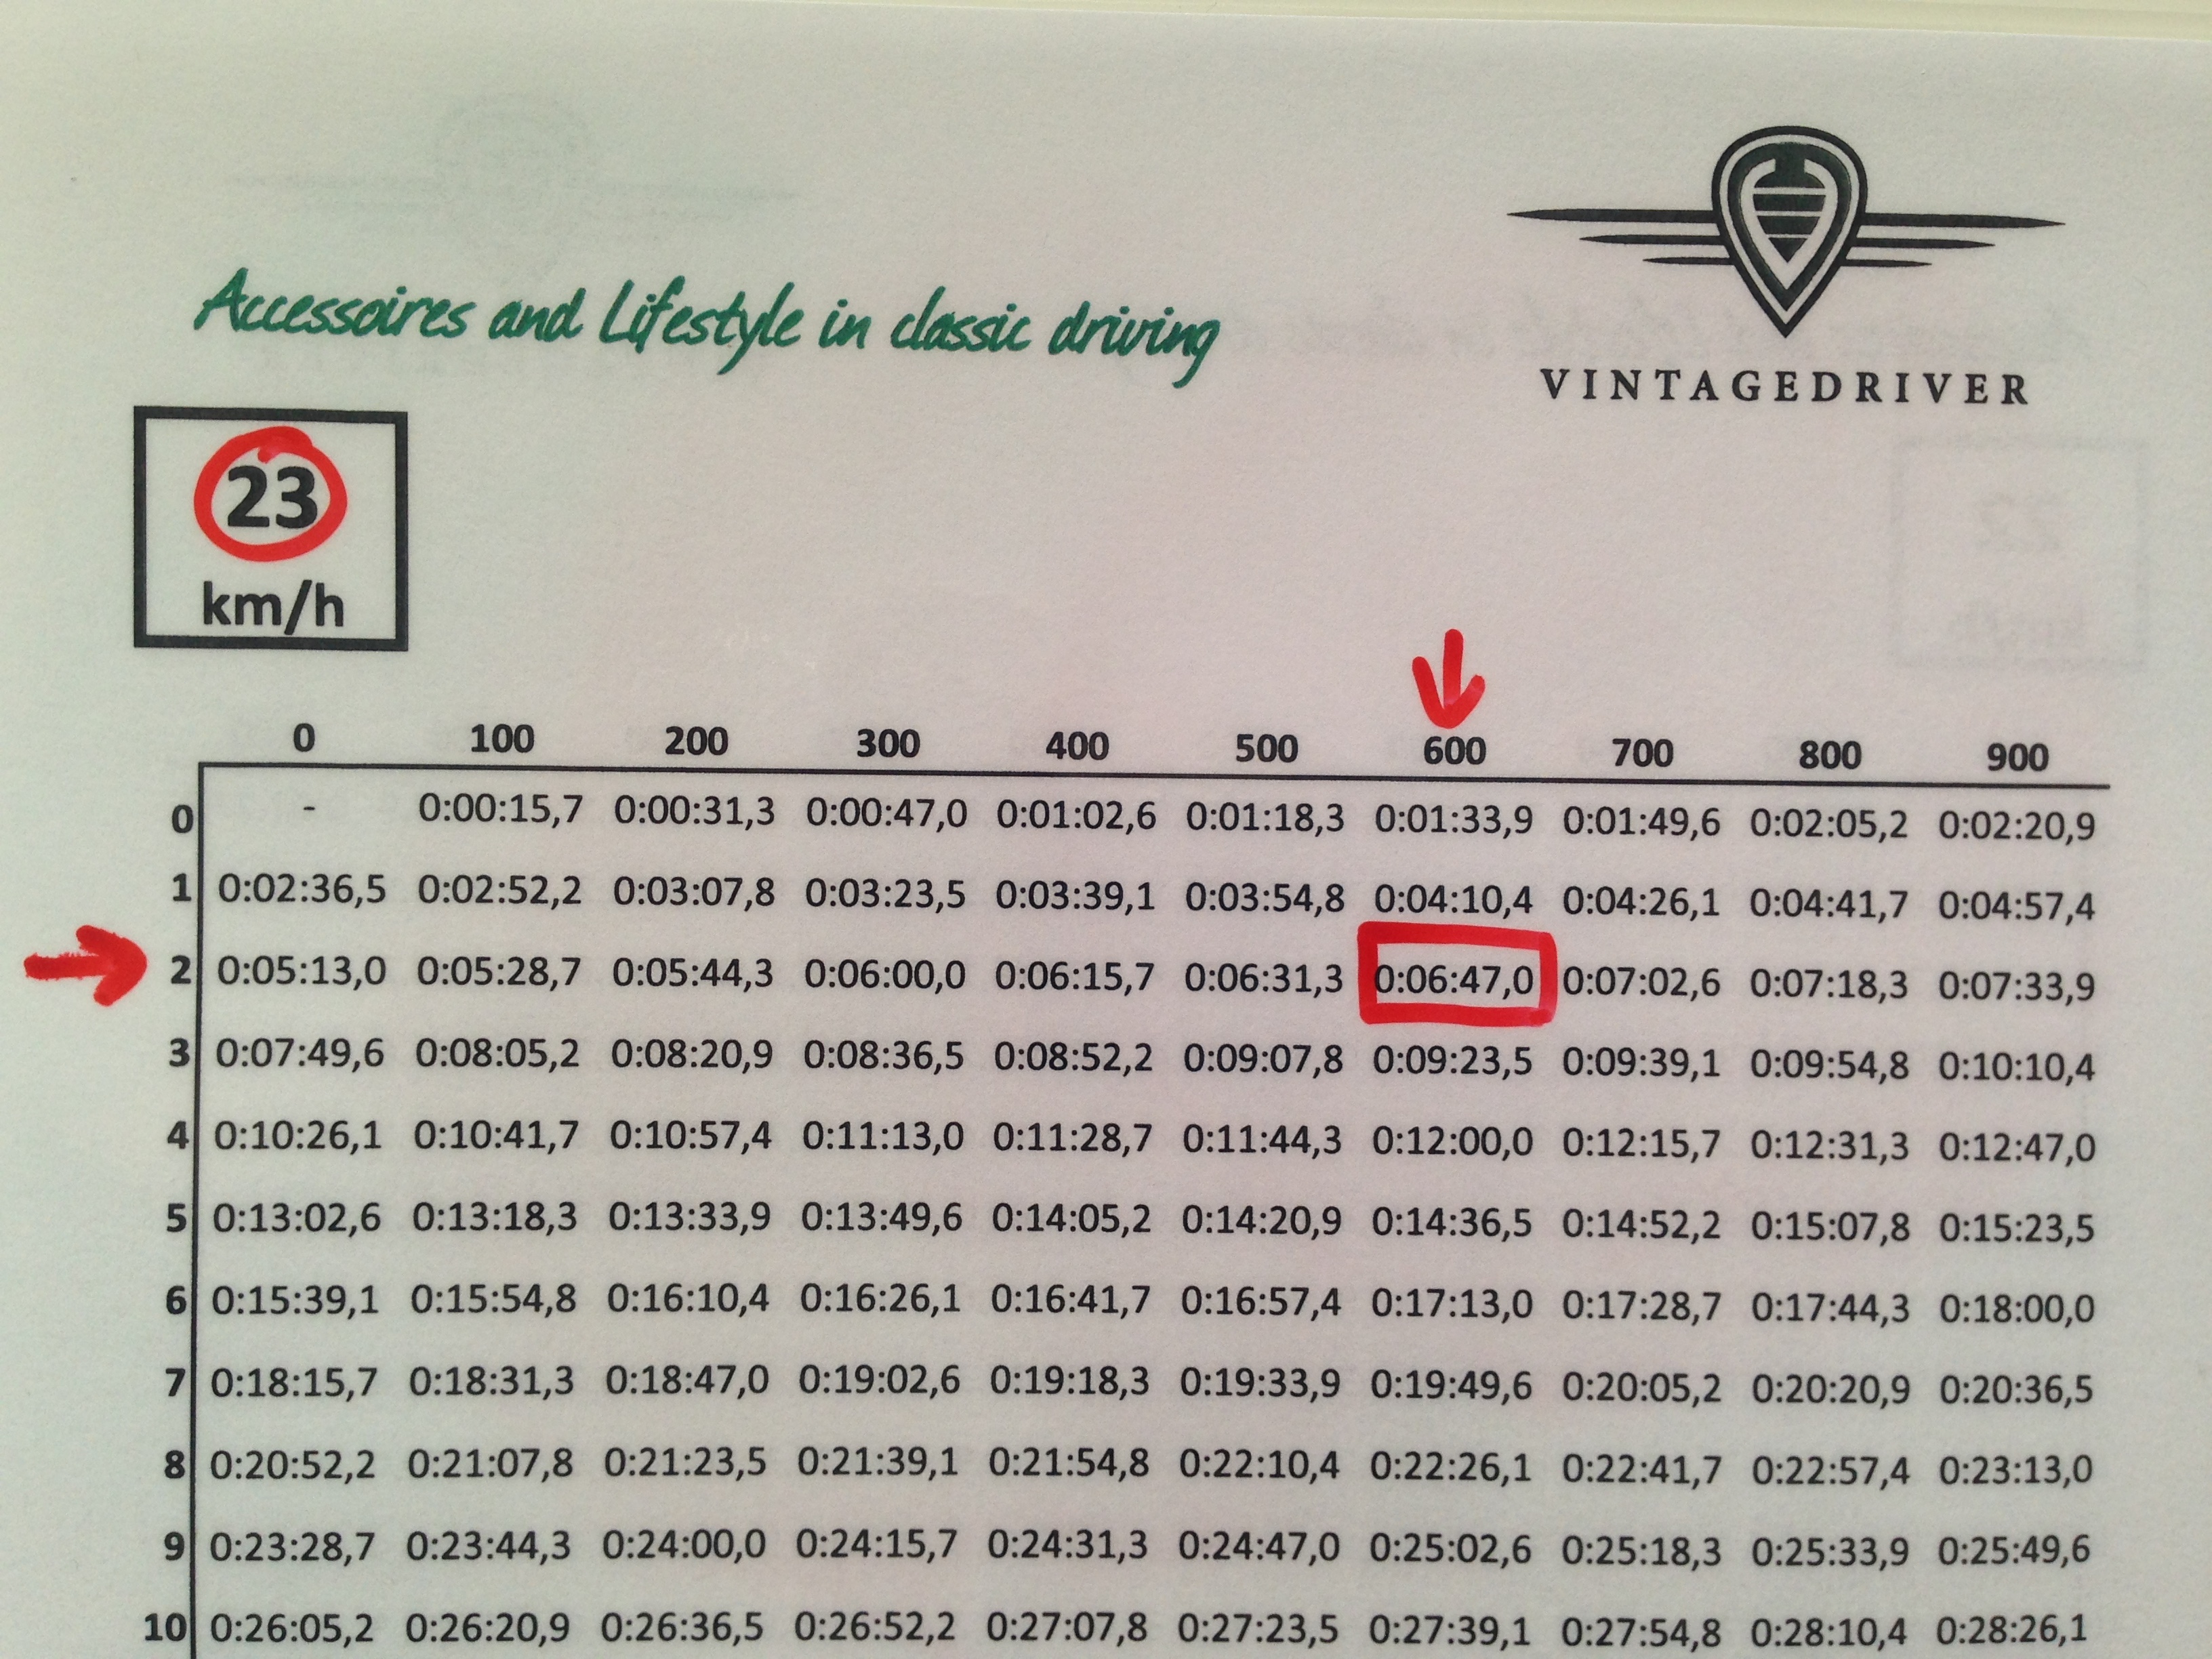 Accessoires and Lifestyle in classic driving
VINTAGEDRIVER
23
km/h
0 100 200 300 400 500 600 700 800 900
0 - 0:00:15,7 0:00:31,3 0:00:47,0 0:01:02,6 0:01:18,3 0:01:33,9 0:01:49,6 0:02:05,2 0:02:20,9
1 0:02:36,5 0:02:52,2 0:03:07,8 0:03:23,5 0:03:39,1 0:03:54,8 0:04:10,4 0:04:26,1 0:04:41,7 0:04:57,4
2 0:05:13,0 0:05:28,7 0:05:44,3 0:06:00,0 0:06:15,7 0:06:31,3 0:06:47,0 0:07:02,6 0:07:18,3 0:07:33,9
3 0:07:49,6 0:08:05,2 0:08:20,9 0:08:36,5 0:08:52,2 0:09:07,8 0:09:23,5 0:09:39,1 0:09:54,8 0:10:10,4
4 0:10:26,1 0:10:41,7 0:10:57,4 0:11:13,0 0:11:28,7 0:11:44,3 0:12:00,0 0:12:15,7 0:12:31,3 0:12:47,0
5 0:13:02,6 0:13:18,3 0:13:33,9 0:13:49,6 0:14:05,2 0:14:20,9 0:14:36,5 0:14:52,2 0:15:07,8 0:15:23,5
6 0:15:39,1 0:15:54,8 0:16:10,4 0:16:26,1 0:16:41,7 0:16:57,4 0:17:13,0 0:17:28,7 0:17:44,3 0:18:00,0
7 0:18:15,7 0:18:31,3 0:18:47,0 0:19:02,6 0:19:18,3 0:19:33,9 0:19:49,6 0:20:05,2 0:20:20,9 0:20:36,5
8 0:20:52,2 0:21:07,8 0:21:23,5 0:21:39,1 0:21:54,8 0:22:10,4 0:22:26,1 0:22:41,7 0:22:57,4 0:23:13,0
9 0:23:28,7 0:23:44,3 0:24:00,0 0:24:15,7 0:24:31,3 0:24:47,0 0:25:02,6 0:25:18,3 0:25:33,9 0:25:49,6
10 0:26:05,2 0:26:20,9 0:26:36,5 0:26:52,2 0:27:07,8 0:27:23,5 0:27:39,1 0:27:54,8 0:28:10,4 0:28:26,1